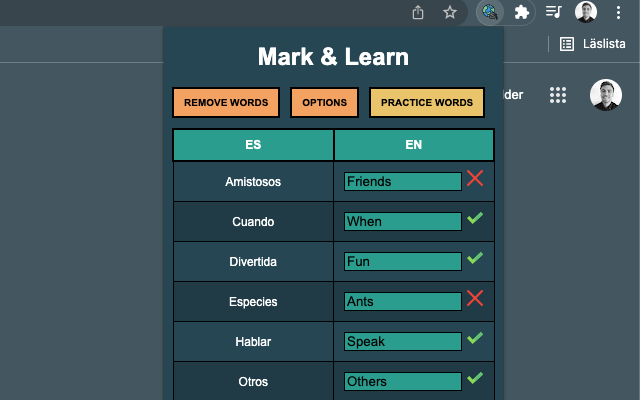 Läslista
Mark & Learn
REMOVE WORDS OPTIONS PRACTICE WORDS
lder
ES EN
Amistosos Friends
Cuando When
Divertida Fun
Especies Ants
Hablar Speak
Otros Others